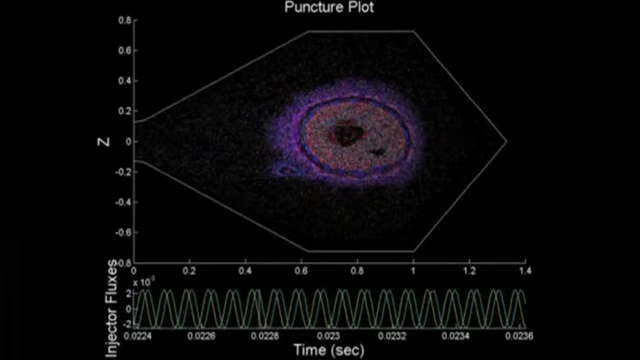 Puncture Plot
0.8
0.6
0.4
0.2
0
-0.2
-0.4
-0.6
-0.8
Z
0 0.2 0.4 0.6 0.8 1 1.2 1.4
x 10⁻³
2
0
-2
Injector Fluxes
0.0224 0.0226 0.0228 0.023 0.0232 0.0234 0.0236
Time (sec)